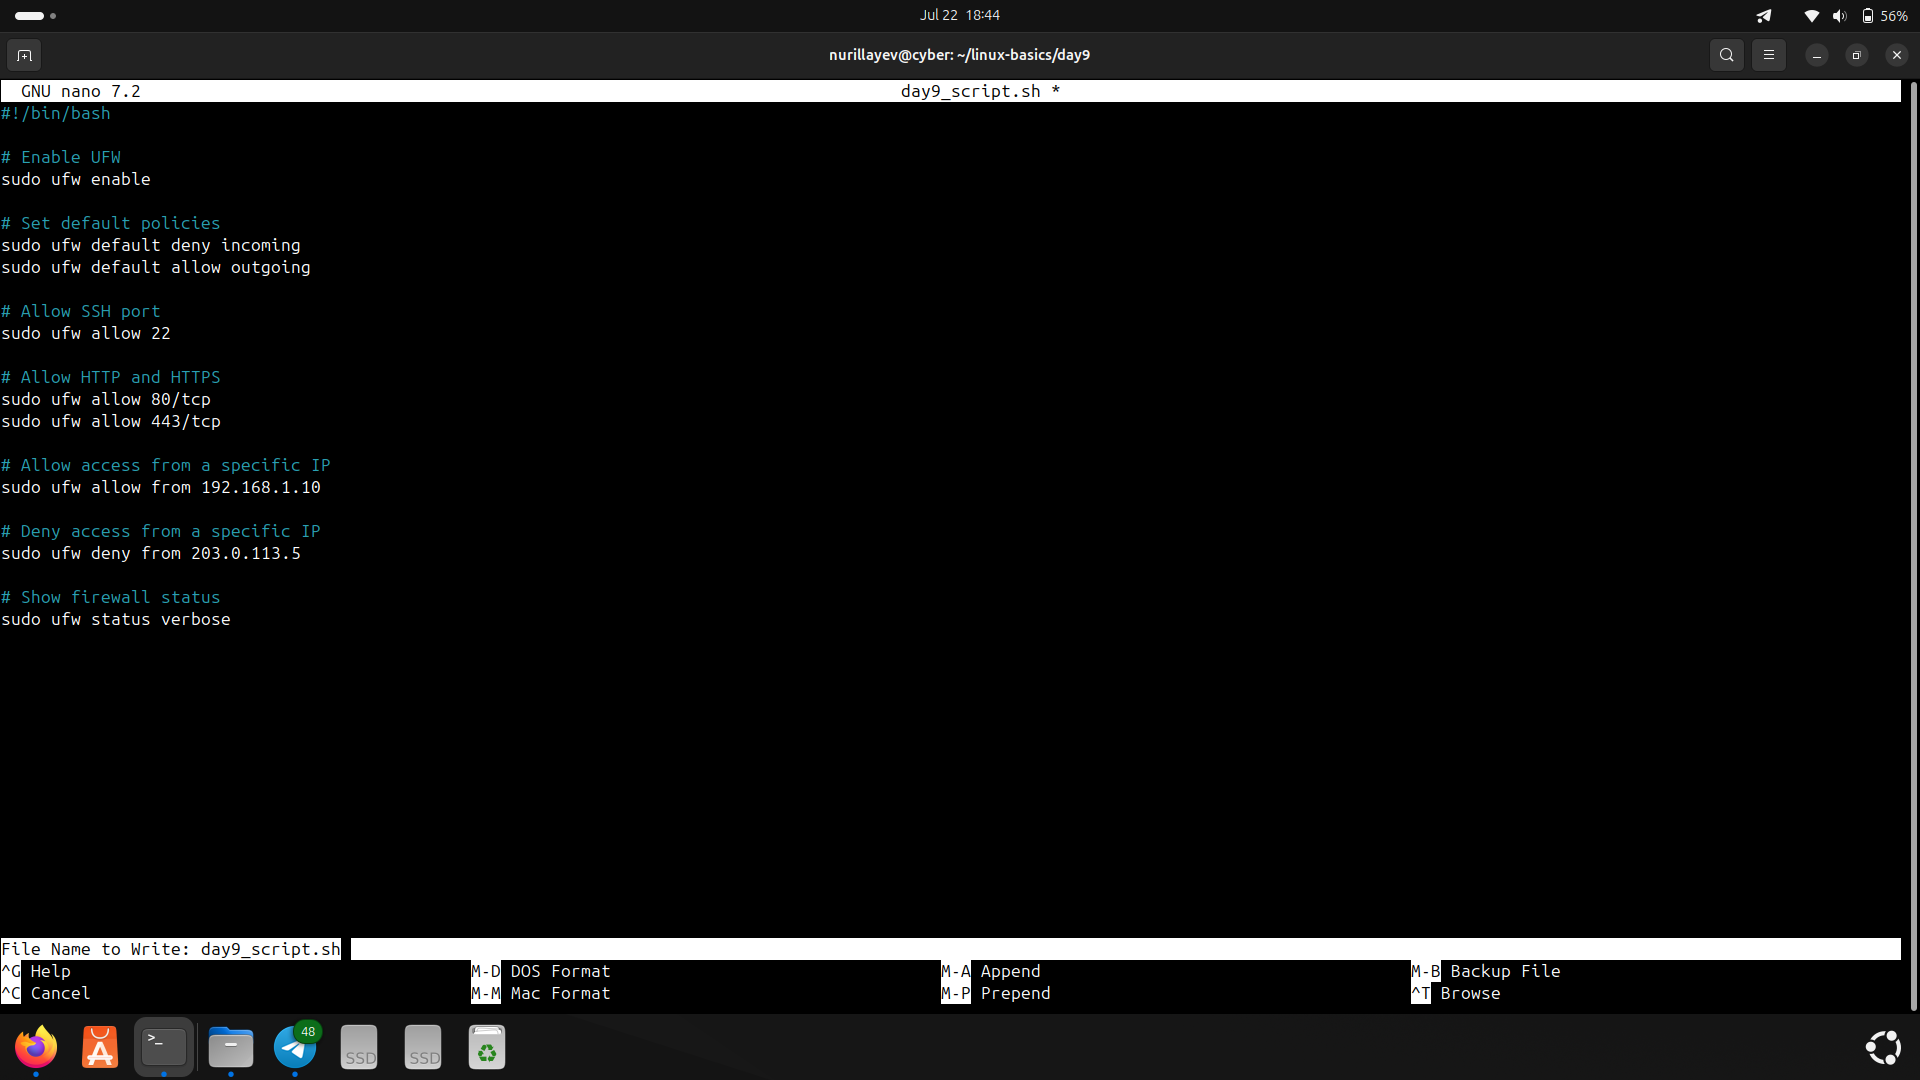 Jul 22 18:44
56%
nurillayev@cyber: ~/linux-basics/day9
GNU nano 7.2 day9_script.sh *
#!/bin/bash
# Enable UFW
sudo ufw enable
# Set default policies
sudo ufw default deny incoming
sudo ufw default allow outgoing
# Allow SSH port
sudo ufw allow 22
# Allow HTTP and HTTPS
sudo ufw allow 80/tcp
sudo ufw allow 443/tcp
# Allow access from a specific IP
sudo ufw allow from 192.168.1.10
# Deny access from a specific IP
sudo ufw deny from 203.0.113.5
# Show firewall status
sudo ufw status verbose
File Name to Write: day9_script.sh
^G Help M-D DOS Format M-A Append M-B Backup File
^C Cancel M-M Mac Format M-P Prepend ^T Browse
>_
48
SSD
SSD